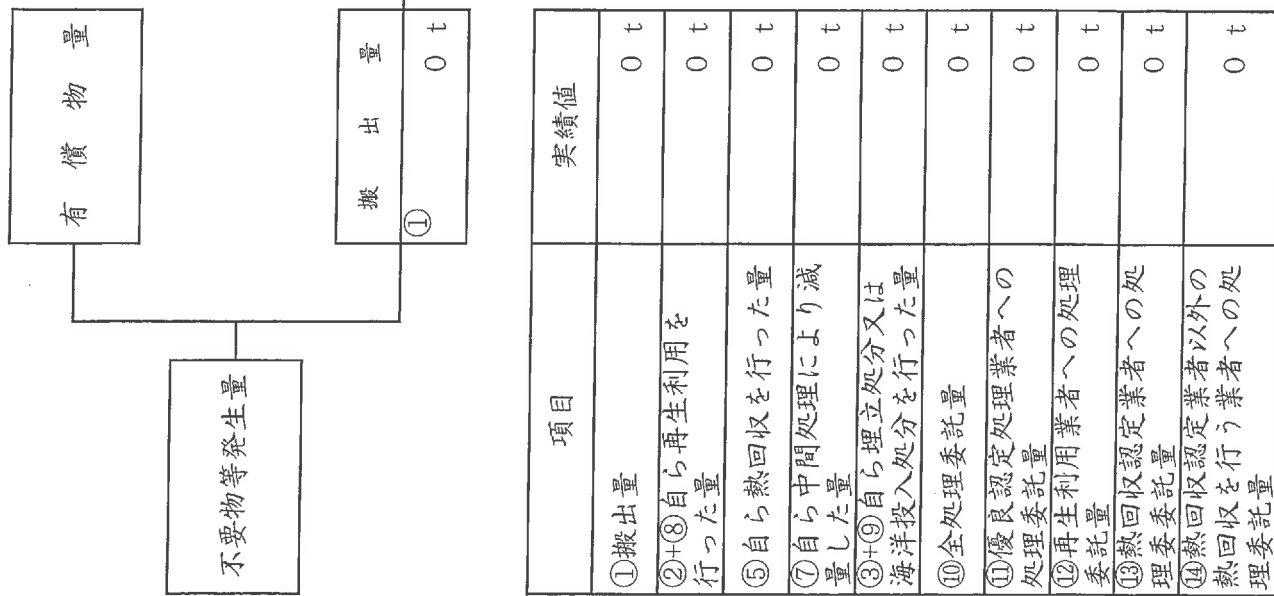 不要物等発生量
有償物量
搬出量
①
0 t
項目
実績値
①搬出量
0 t
②+⑧自ら再生利用を
行った量
0 t
⑤自ら熱回収を行った量
0 t
⑦自ら中間処理により減
量した量
0 t
③+⑨自ら埋立処分又は
海洋投入処分を行った量
0 t
⑩全処理委託量
0 t
⑪優良認定処理業者への
処理委託量
0 t
⑫再生利用業者への処理
委託量
0 t
⑬熱回収認定業者への処
理委委託量
0 t
⑭熱回収認定業者以外の
熱回収を行う業者への処
理委託量
0 t